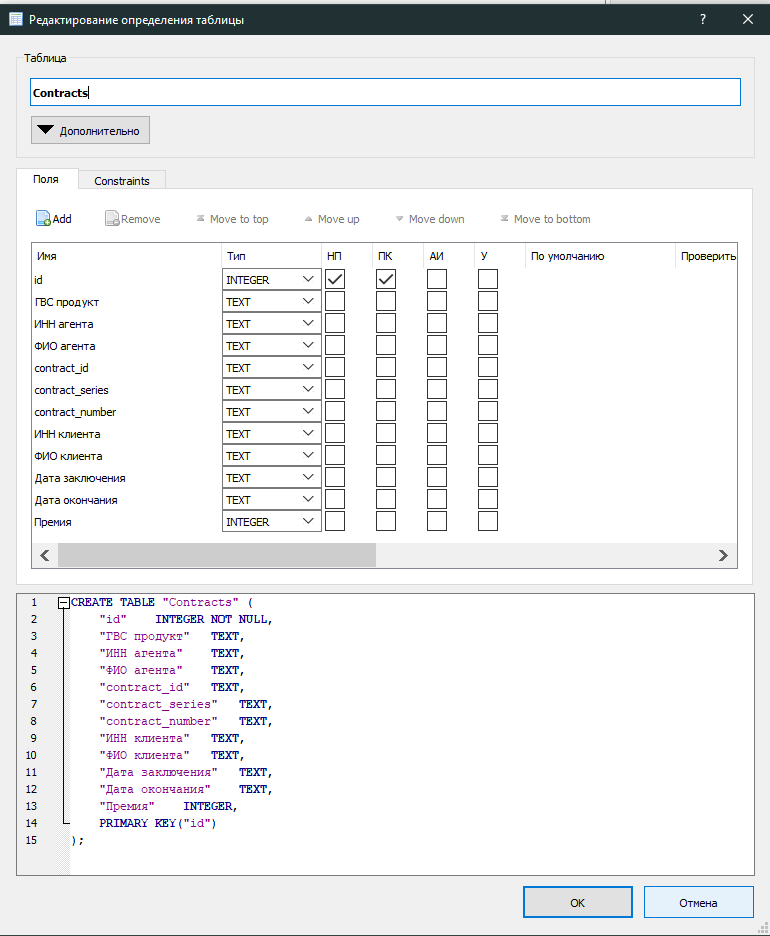 Редактирование определения таблицы
?
Таблица
Contracts
Дополнительно
Поля Constraints
Add Remove Move to top Move up Move down Move to bottom
Имя Тип НП ПК АИ У По умолчанию Проверить
id INTEGER
ГВС продукт TEXT
ИНН агента TEXT
ФИО агента TEXT
contract_id TEXT
contract_series TEXT
contract_number TEXT
ИНН клиента TEXT
ФИО клиента TEXT
Дата заключения TEXT
Дата окончания TEXT
Премия INTEGER
1 CREATE TABLE "Contracts" (
2 "id" INTEGER NOT NULL,
3 "ГВС продукт" TEXT,
4 "ИНН агента" TEXT,
5 "ФИО агента" TEXT,
6 "contract_id" TEXT,
7 "contract_series" TEXT,
8 "contract_number" TEXT,
9 "ИНН клиента" TEXT,
10 "ФИО клиента" TEXT,
11 "Дата заключения" TEXT,
12 "Дата окончания" TEXT,
13 "Премия" INTEGER,
14 PRIMARY KEY("id")
15 );
OK Отмена